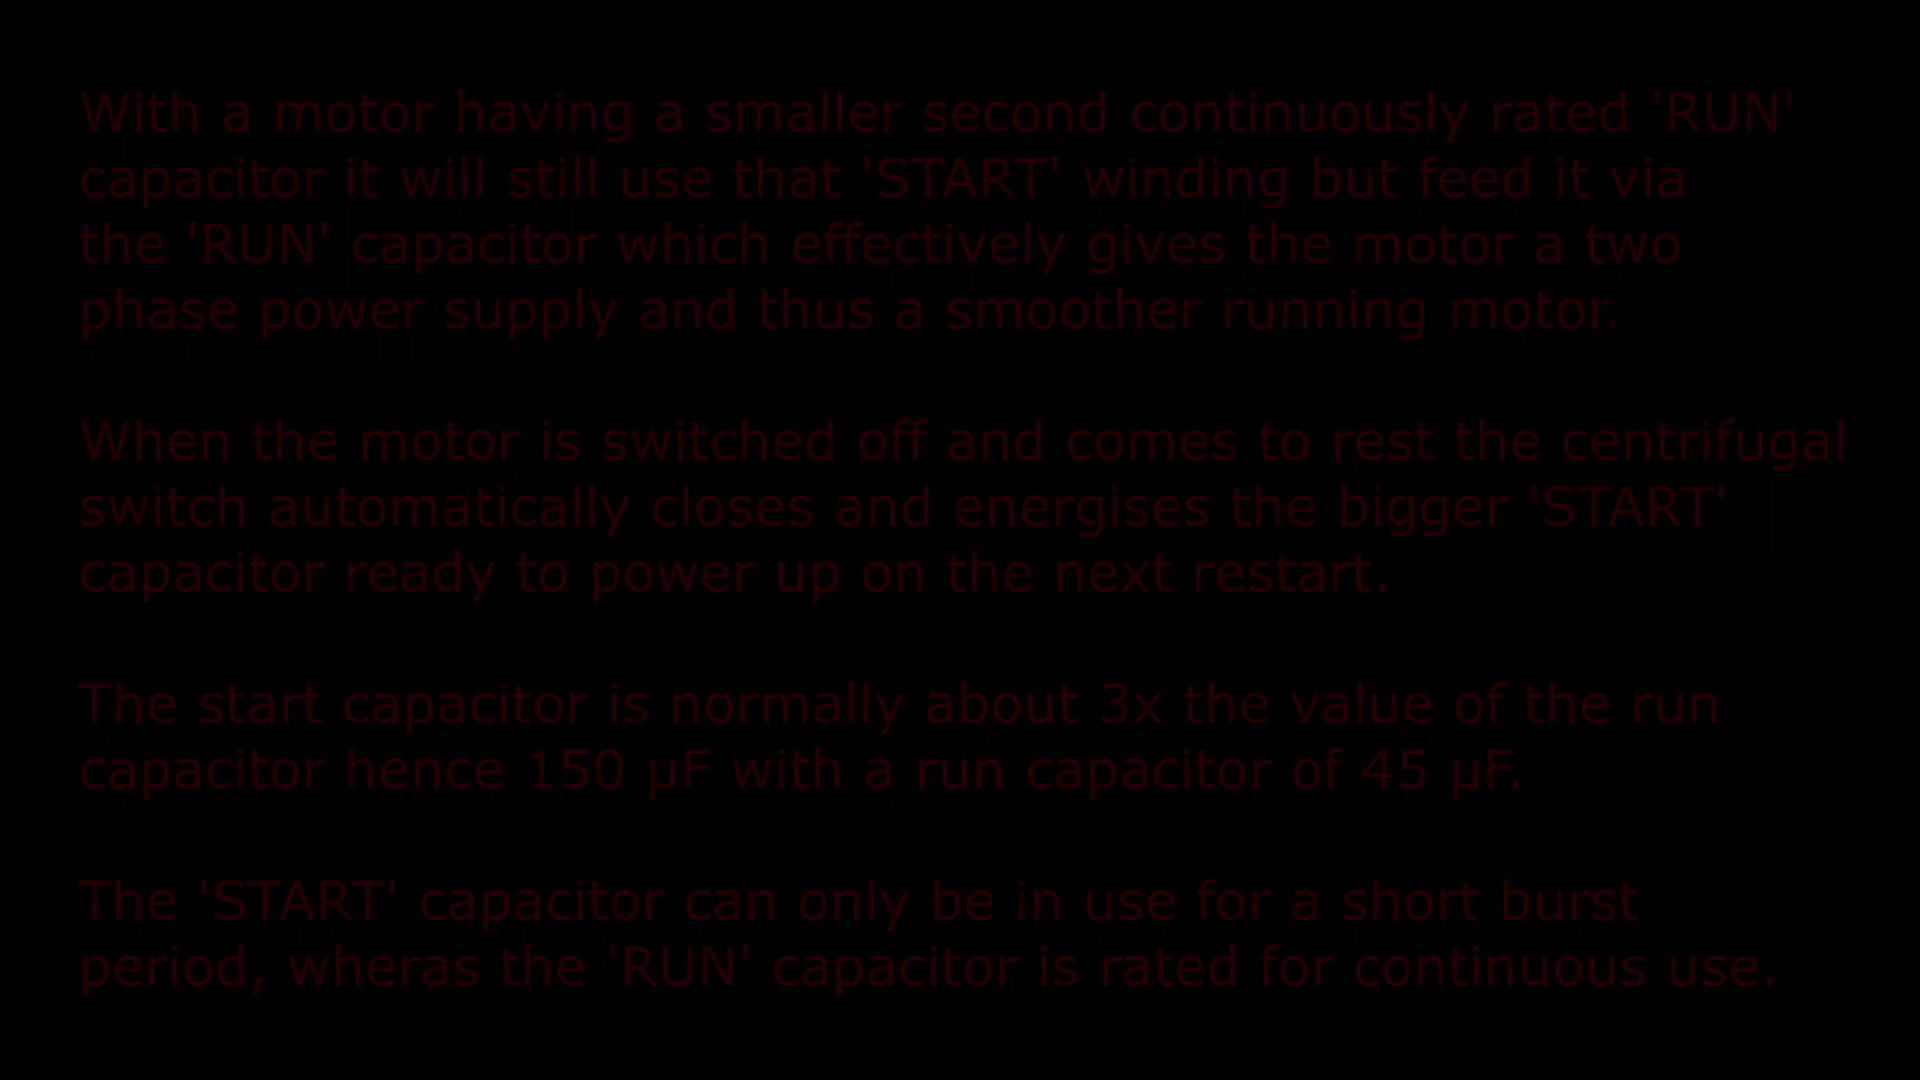 With a motor having a smaller second continuously rated 'RUN'
capacitor it will still use that 'START' winding but feed it via
the 'RUN' capacitor which effectively gives the motor a two
phase power supply and thus a smoother running motor.
When the motor is switched off and comes to rest the centrifugal
switch automatically closes and energises the bigger 'START'
capacitor ready to power up on the next restart.
The start capacitor is normally about 3x the value of the run
capacitor hence 150 µF with a run capacitor of 45 µF.
The 'START' capacitor can only be in use for a short burst
period, wheras the 'RUN' capacitor is rated for continuous use.